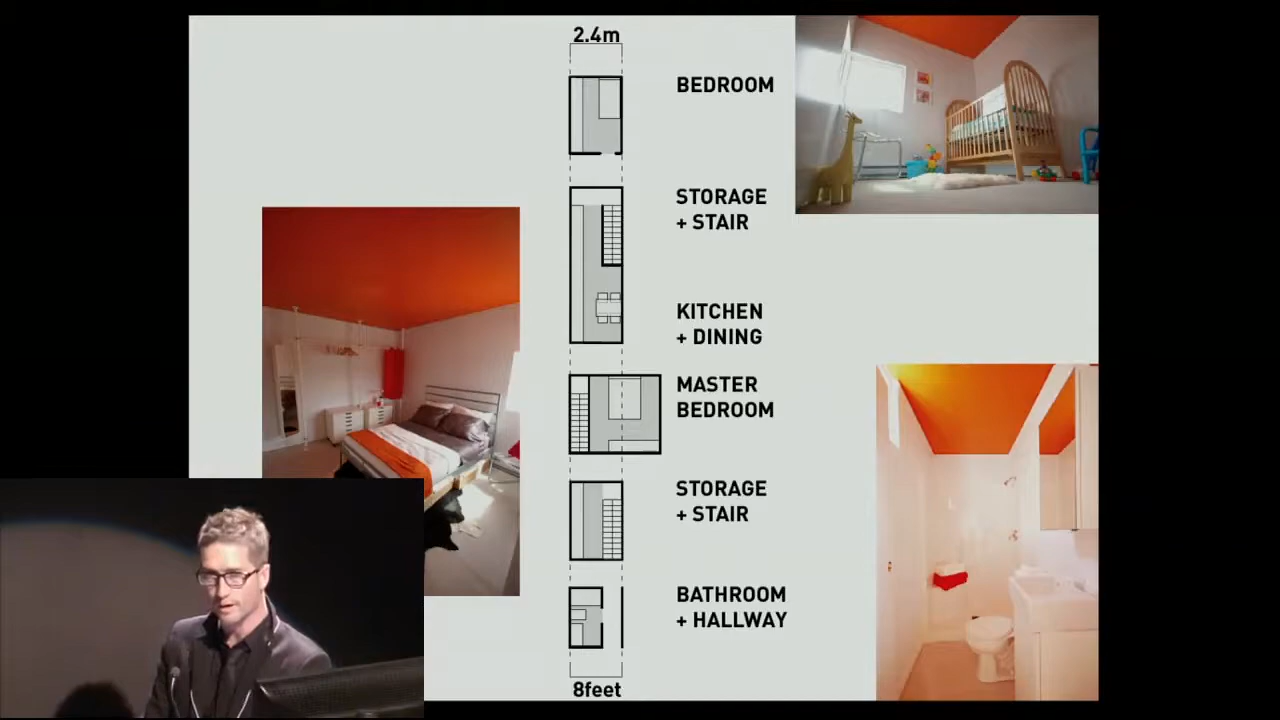 2.4m
BEDROOM
STORAGE
+ STAIR
KITCHEN
+ DINING
MASTER
BEDROOM
STORAGE
+ STAIR
BATHROOM
+ HALLWAY
8feet